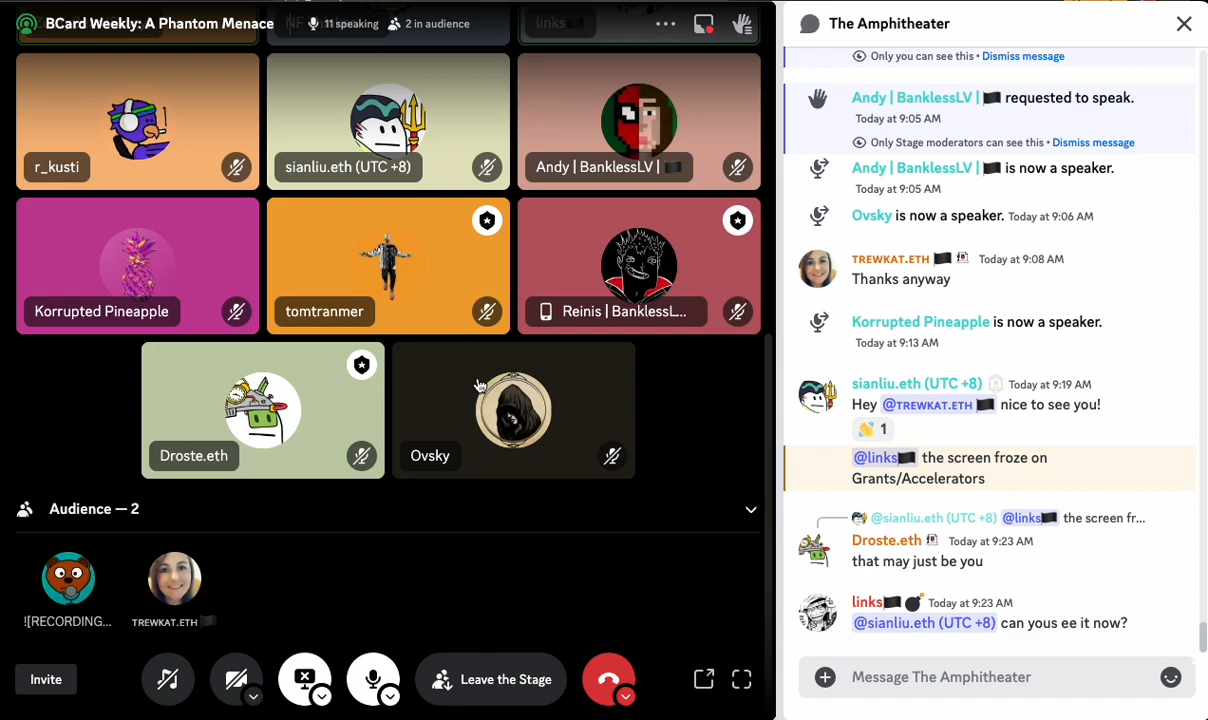 BCard Weekly: A Phantom Menace
11 speaking
2 in audience
links
r_kusti
sianliu.eth (UTC +8)
Andy | BanklessLV |
Korrupted Pineapple
tomtranmer
Reinis | BanklessL...
Droste.eth
Ovsky
Audience — 2
![RECORDING...
TREWKAT.ETH
Invite
Leave the Stage
The Amphitheater
Only you can see this • Dismiss message
Andy | BanklessLV | requested to speak.
Today at 9:05 AM
Only Stage moderators can see this • Dismiss message
Andy | BanklessLV | is now a speaker.
Today at 9:05 AM
Ovsky is now a speaker. Today at 9:06 AM
TREWKAT.ETH Today at 9:08 AM
Thanks anyway
Korrupted Pineapple is now a speaker.
Today at 9:13 AM
sianliu.eth (UTC +8) Today at 9:19 AM
Hey @TREWKAT.ETH nice to see you!
1
@links the screen froze on
Grants/Accelerators
@sianliu.eth (UTC +8) @links the screen fr...
Droste.eth Today at 9:23 AM
that may just be you
links Today at 9:23 AM
@sianliu.eth (UTC +8) can yous ee it now?
Message The Amphitheater